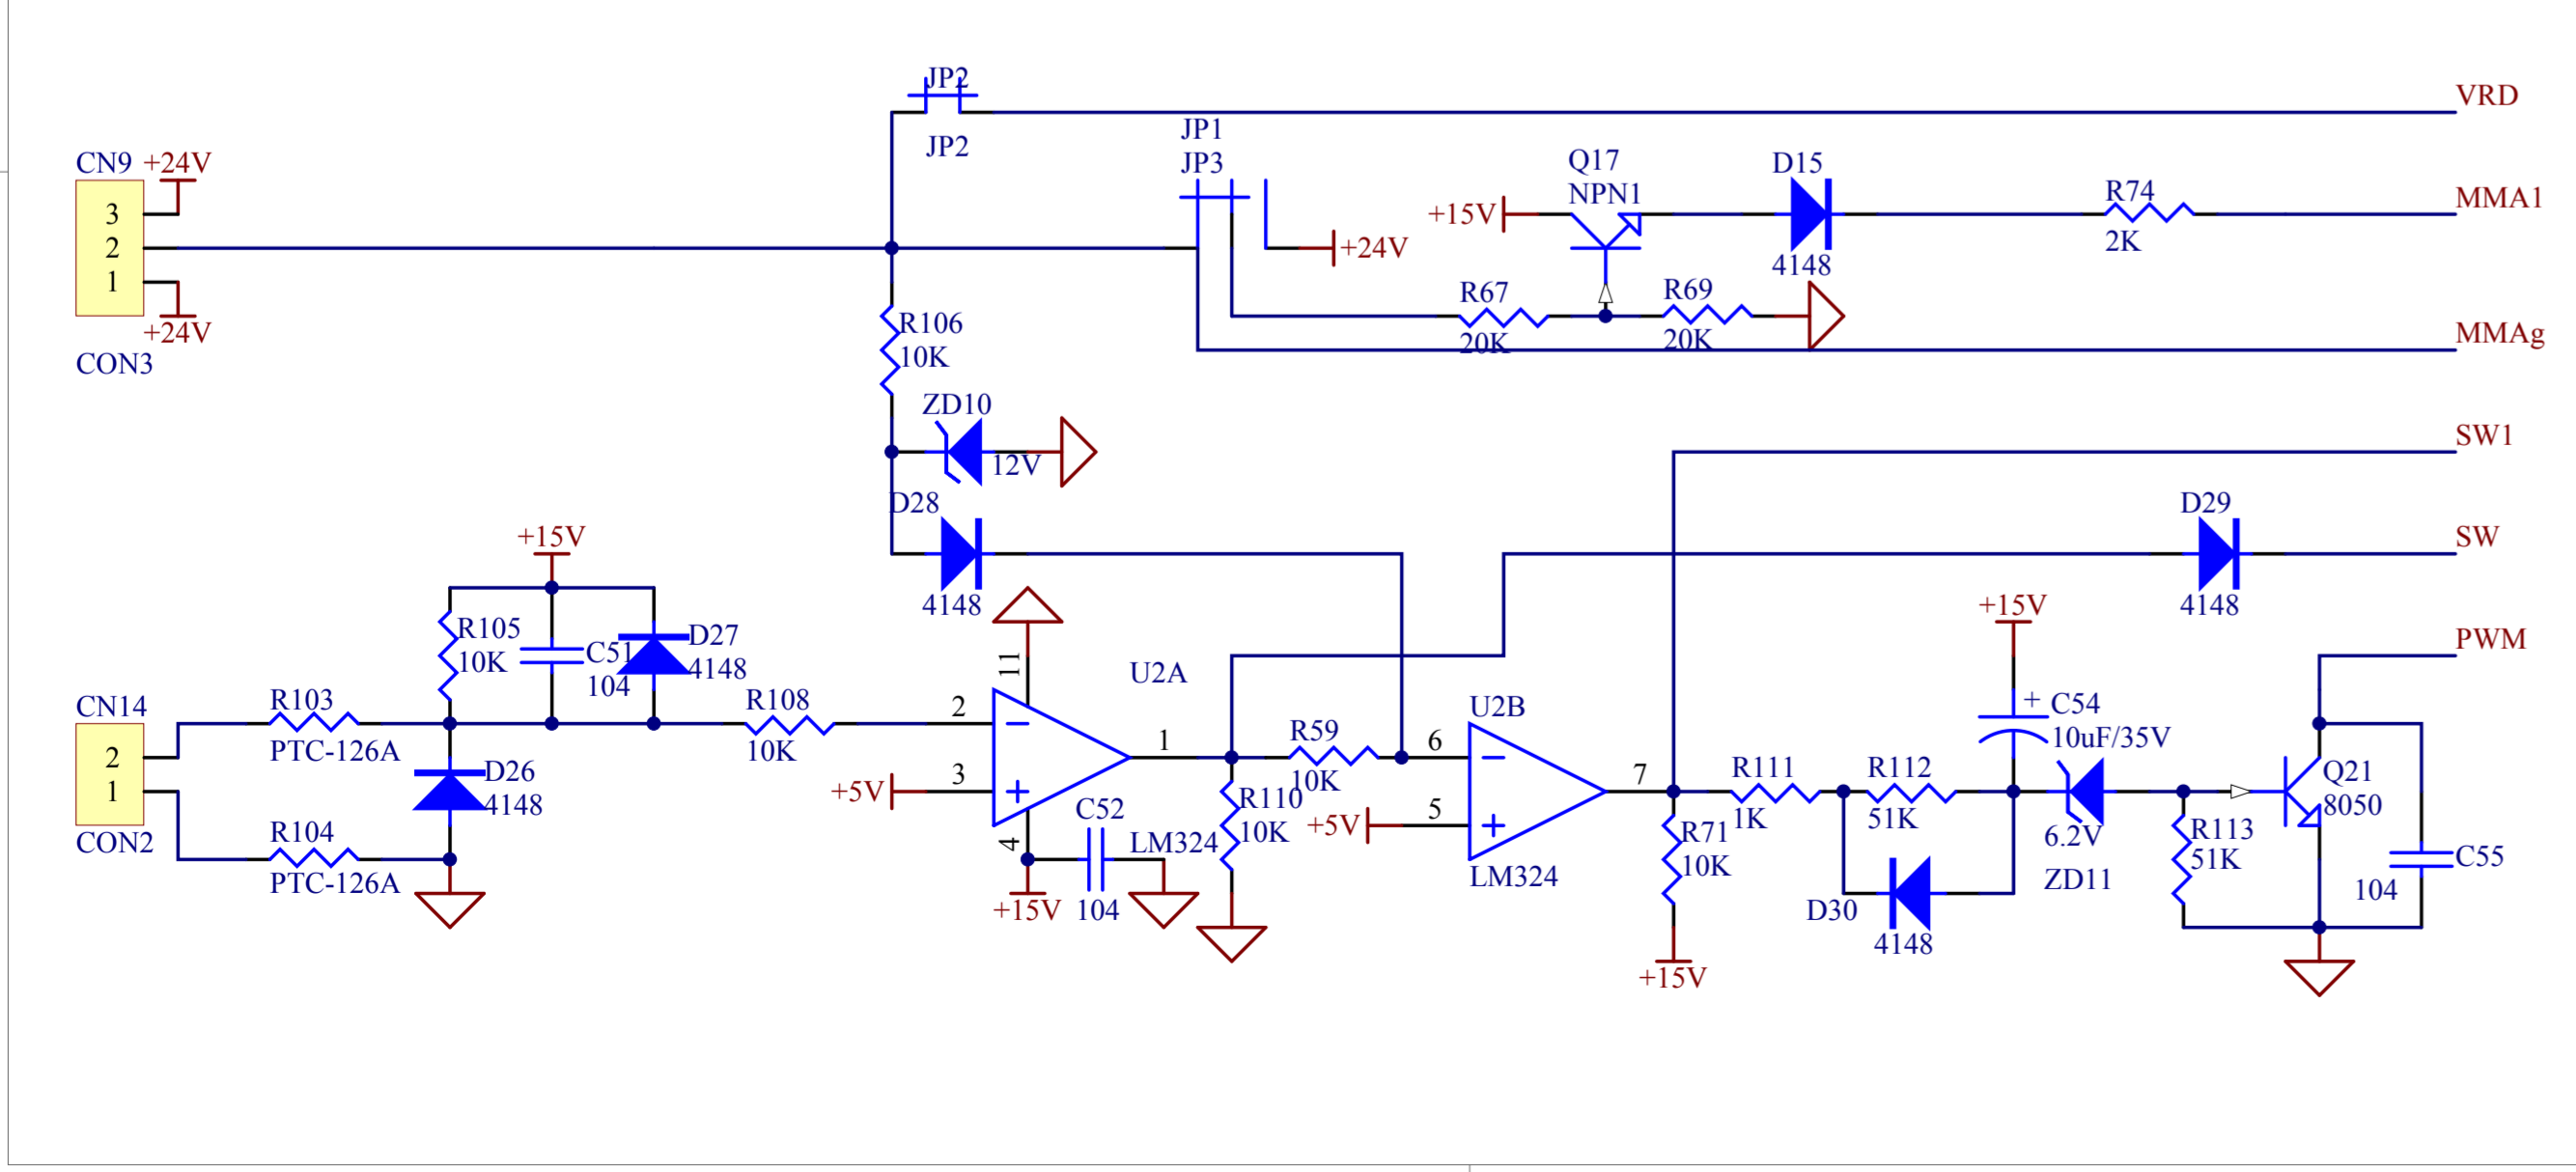 JP2
VRD
JP2
JP1
JP3
CN9
+24V
3
2
1
+24V
CON3
Q17
NPN1
+15V
D15
4148
R74
2K
MMA1
+24V
R67
20K
R69
20K
MMAg
R106
10K
ZD10
12V
SW1
D28
4148
D29
4148
SW
+15V
R105
10K
C51
104
D27
4148
PWM
CN14
2
1
CON2
R103
PTC-126A
R104
PTC-126A
D26
4148
R108
10K
11
U2A
2
3
1
+5V
4
+15V
C52
104
LM324
R59
10K
R110
10K
6
5
7
+5V
U2B
LM324
R71
10K
+15V
R111
1K
R112
51K
D30
4148
+15V
+
C54
10uF/35V
6.2V
ZD11
R113
51K
Q21
8050
C55
104